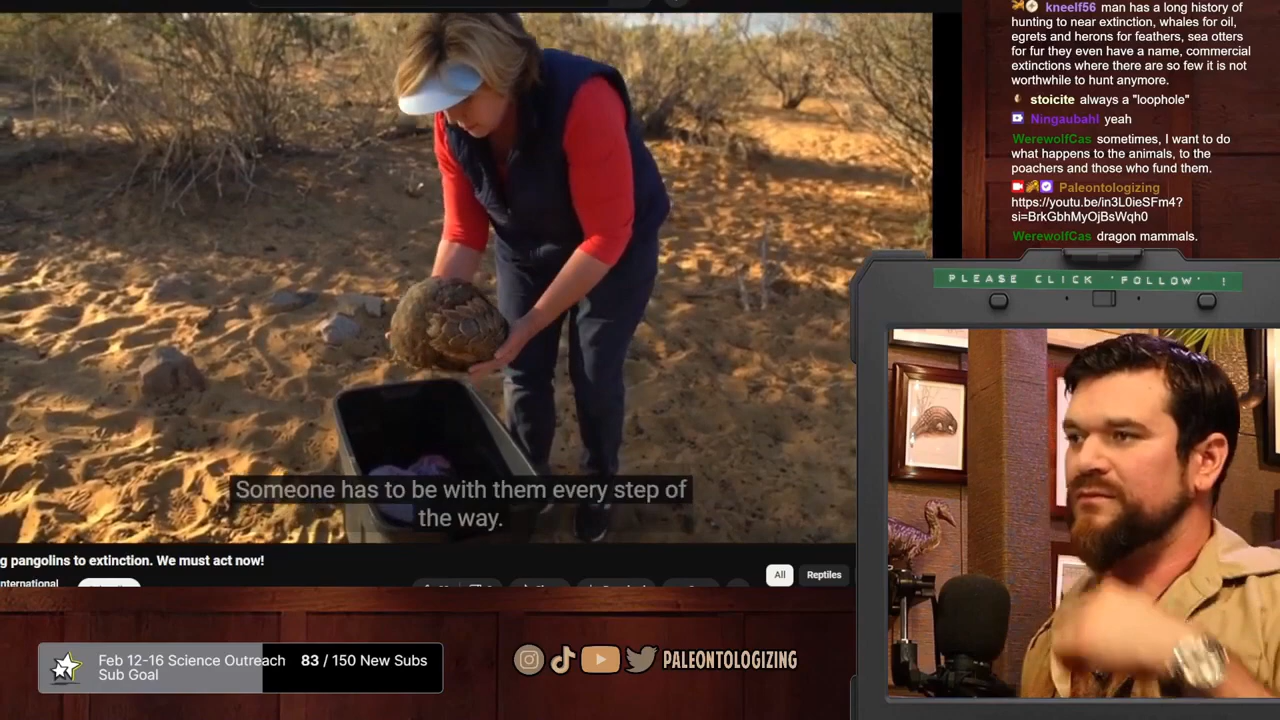 kneelf56 man has a long history of
hunting to near extinction, whales for oil,
egrets and herons for feathers, sea otters
for fur they even have a name, commercial
extinctions where there are so few it is not
worthwhile to hunt anymore.
stoicite always a "loophole"
Ningaubahl yeah
WerewolfCas sometimes, I want to do
what happens to the animals, to the
poachers and those who fund them.
Paleontologizing
https://youtu.be/in3L0ieSFm4?
si=BrkGbhMyOjBsWqh0
WerewolfCas dragon mammals.
PLEASE CLICK 'FOLLOW' !
Someone has to be with them every step of
the way.
g pangolins to extinction. We must act now!
nternational
All Reptiles
Feb 12-16 Science Outreach 83 / 150 New Subs
Sub Goal
PALEONTOLOGIZING